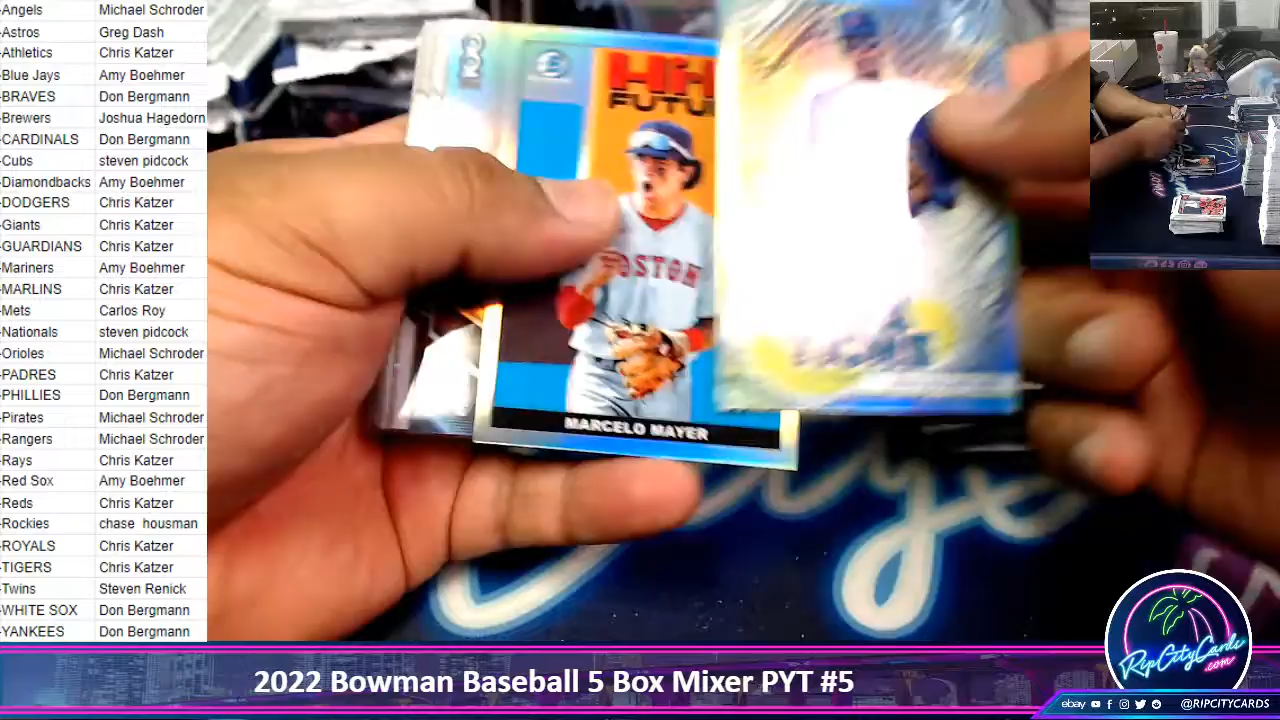 -Angels Michael Schroder
-Astros Greg Dash
-Athletics Chris Katzer
-Blue Jays Amy Boehmer
-BRAVES Don Bergmann
-Brewers Joshua Hagedorn
-CARDINALS Don Bergmann
-Cubs steven pidcock
-Diamondbacks Amy Boehmer
-DODGERS Chris Katzer
-Giants Chris Katzer
-GUARDIANS Chris Katzer
-Mariners Amy Boehmer
-MARLINS Chris Katzer
-Mets Carlos Roy
-Nationals steven pidcock
-Orioles Michael Schroder
-PADRES Chris Katzer
-PHILLIES Don Bergmann
-Pirates Michael Schroder
-Rangers Michael Schroder
-Rays Chris Katzer
-Red Sox Amy Boehmer
-Reds Chris Katzer
-Rockies chase housman
-ROYALS Chris Katzer
-TIGERS Chris Katzer
-Twins Steven Renick
-WHITE SOX Don Bergmann
-YANKEES Don Bergmann
FUTU
BOSTON
MARCELO MAYER
RipCityCards
.com
2022 Bowman Baseball 5 Box Mixer PYT #5
ebay @RIPCITYCARDS